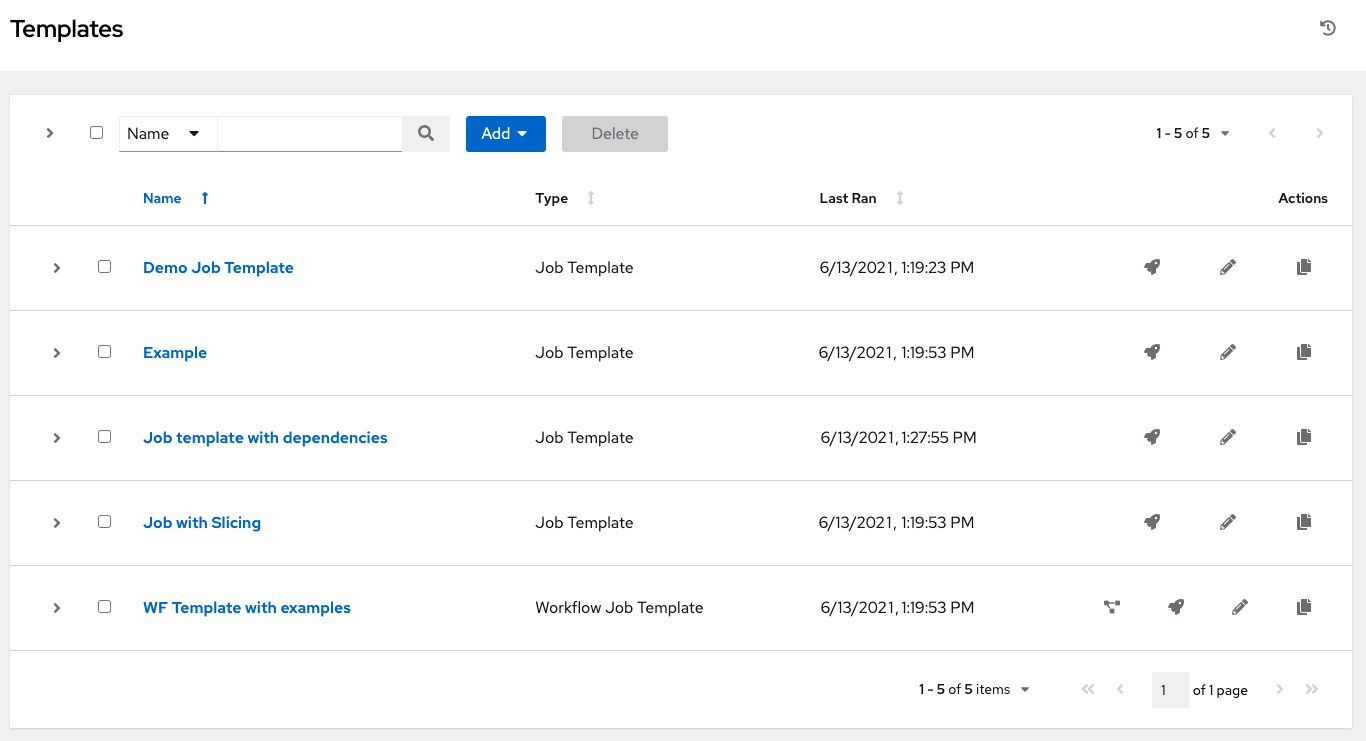 Templates
Name Add Delete 1 - 5 of 5
Name Type Last Ran Actions
Demo Job Template Job Template 6/13/2021, 1:19:23 PM
Example Job Template 6/13/2021, 1:19:53 PM
Job template with dependencies Job Template 6/13/2021, 1:27:55 PM
Job with Slicing Job Template 6/13/2021, 1:19:53 PM
WF Template with examples Workflow Job Template 6/13/2021, 1:19:53 PM
1 - 5 of 5 items 1 of 1 page